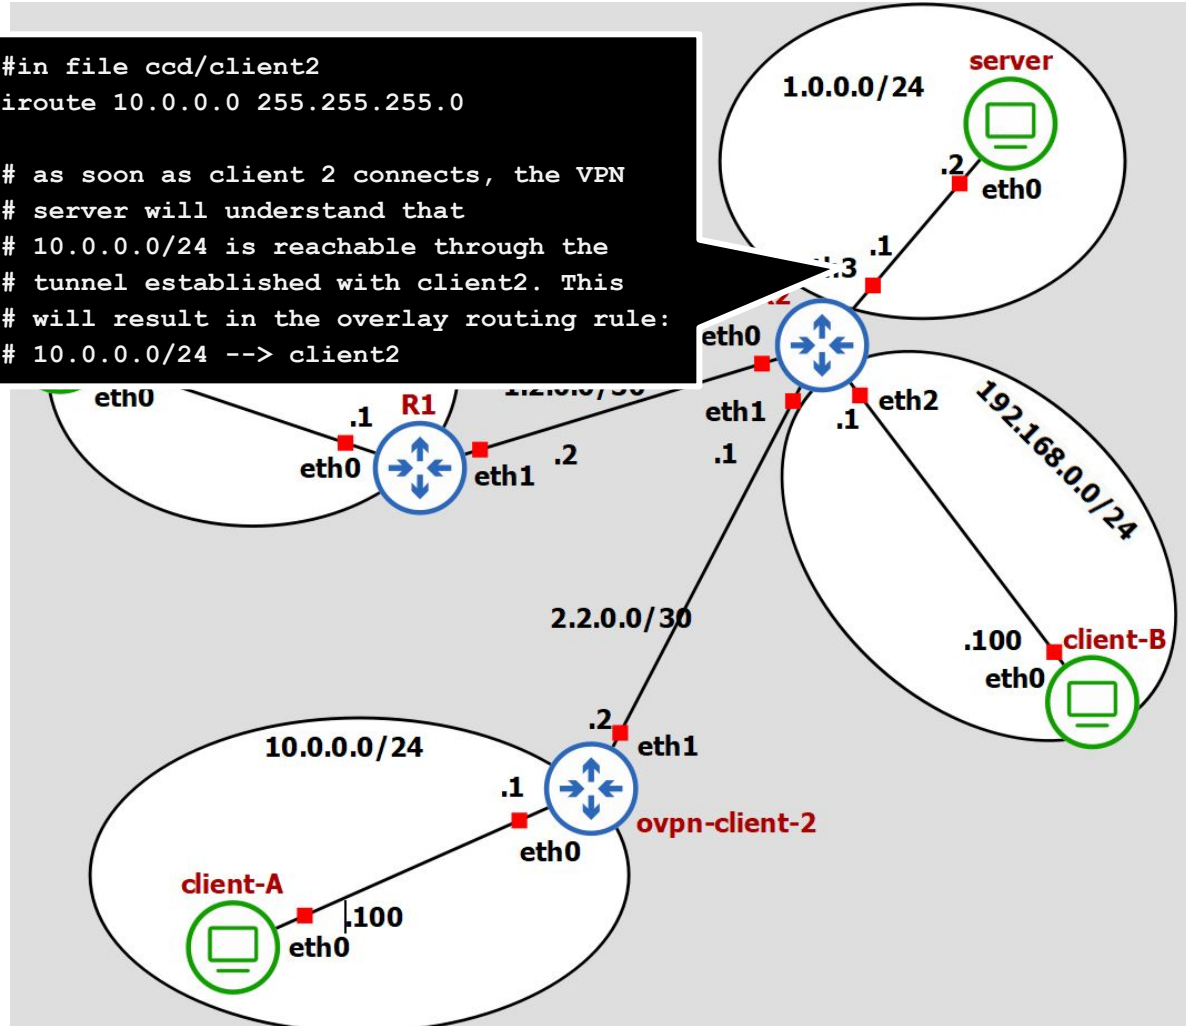 #in file ccd/client2
iroute 10.0.0.0 255.255.255.0
# as soon as client 2 connects, the VPN
# server will understand that
# 10.0.0.0/24 is reachable through the
# tunnel established with client2. This
# will result in the overlay routing rule:
# 10.0.0.0/24 --> client2
server
1.0.0.0/24
.2
eth0
.1
eth0
eth1
.1
.1
eth2
192.168.0.0/24
eth0
.1
R1
eth0
eth1
.2
2.2.0.0/30
.100
client-B
eth0
.2
eth1
10.0.0.0/24
.1
ovpn-client-2
eth0
client-A
.100
eth0